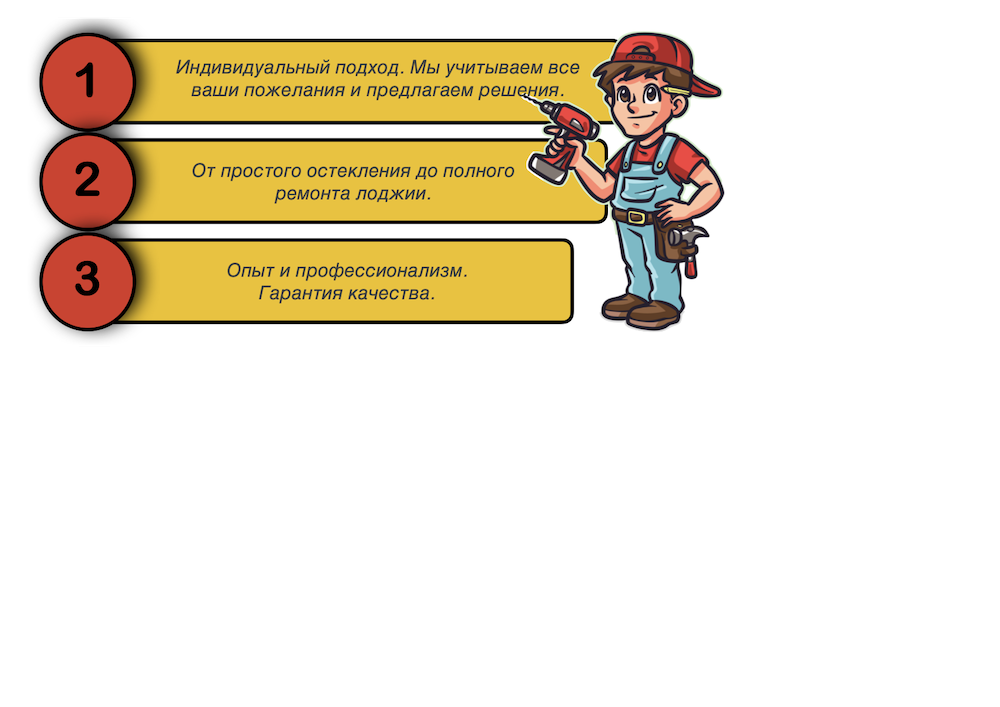 1
Индивидуальный подход. Мы учитываем все
ваши пожелания и предлагаем решения.
2
От простого остекления до полного
ремонта лоджии.
3
Опыт и профессионализм.
Гарантия качества.